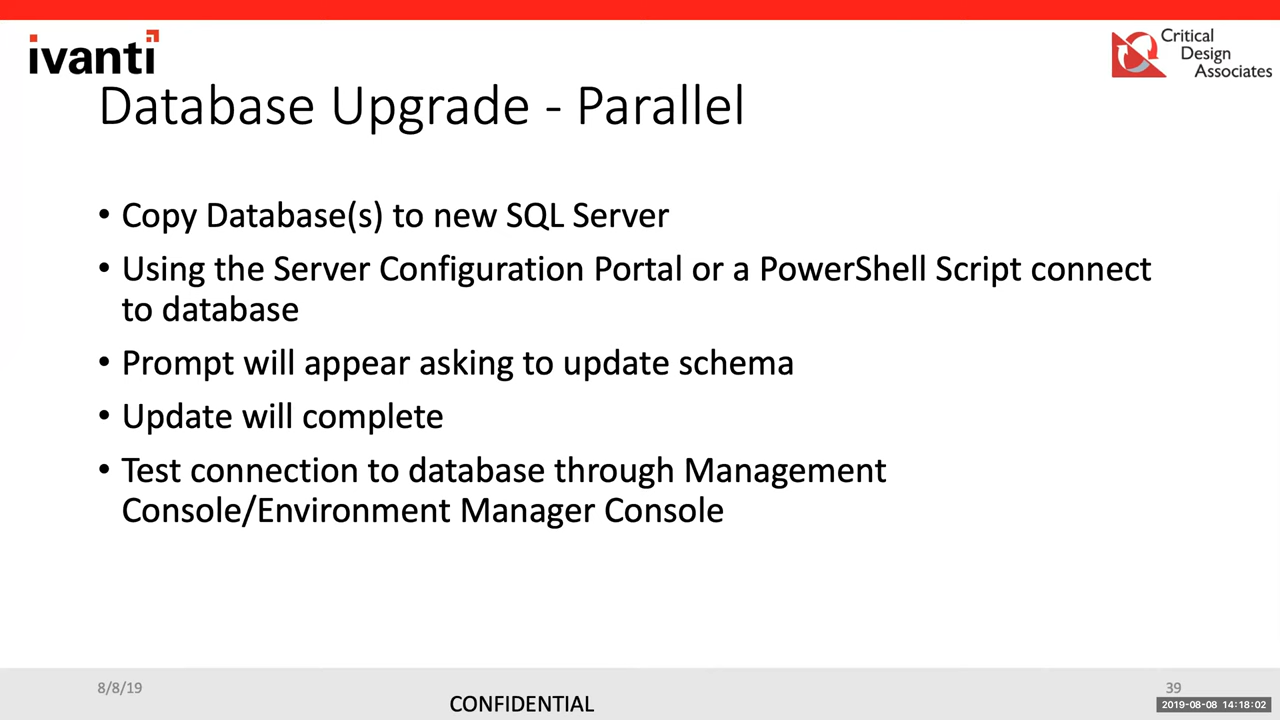 ivanti
Critical
Design
Associates
Database Upgrade - Parallel
• Copy Database(s) to new SQL Server
• Using the Server Configuration Portal or a PowerShell Script connect
to database
• Prompt will appear asking to update schema
• Update will complete
• Test connection to database through Management
Console/Environment Manager Console
8/8/19
39
CONFIDENTIAL
2019-08-08 14:18:02